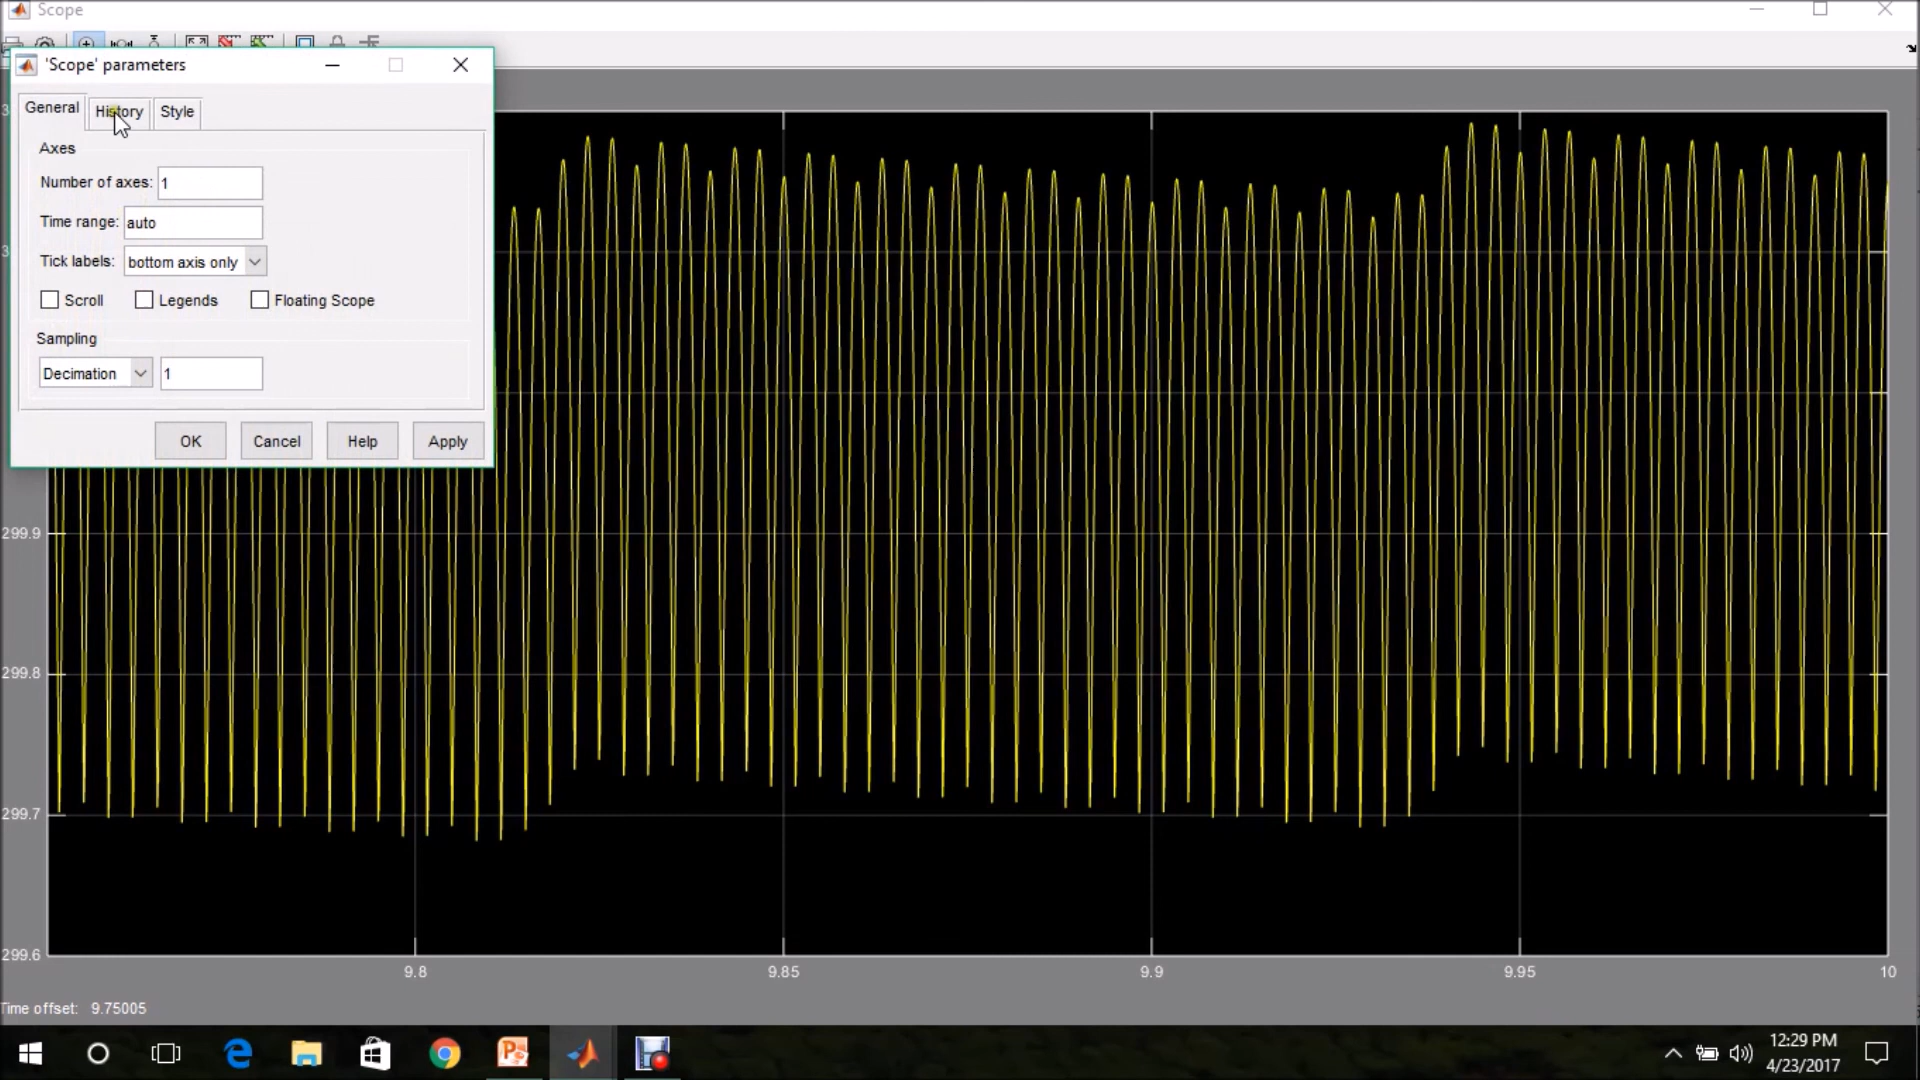 Scope
'Scope' parameters
General History Style
Axes
Number of axes: 1
Time range: auto
Tick labels: bottom axis only
Scroll Legends Floating Scope
Sampling
Decimation 1
OK Cancel Help Apply
3
3
299.9
299.8
299.7
299.6
9.8 9.85 9.9 9.95 10
Time offset: 9.75005
12:29 PM
4/23/2017